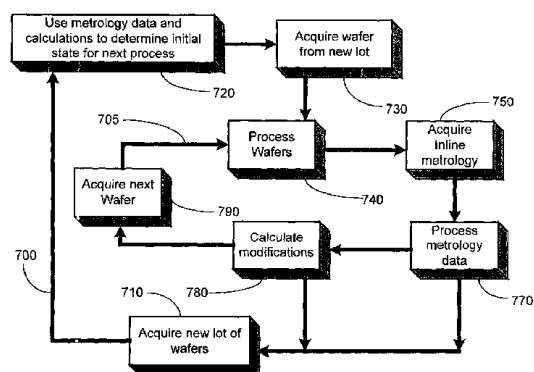 Use metrology data and
calculations to determine initial
state for next process
720
Acquire wafer
from new lot
730
705
Process
Wafers
740
750
Acquire
Inline
metrology
Acquire next
Wafer
790
Calculate
modifications
780
Process
metrology
data
770
700
710
Acquire new lot of
wafers